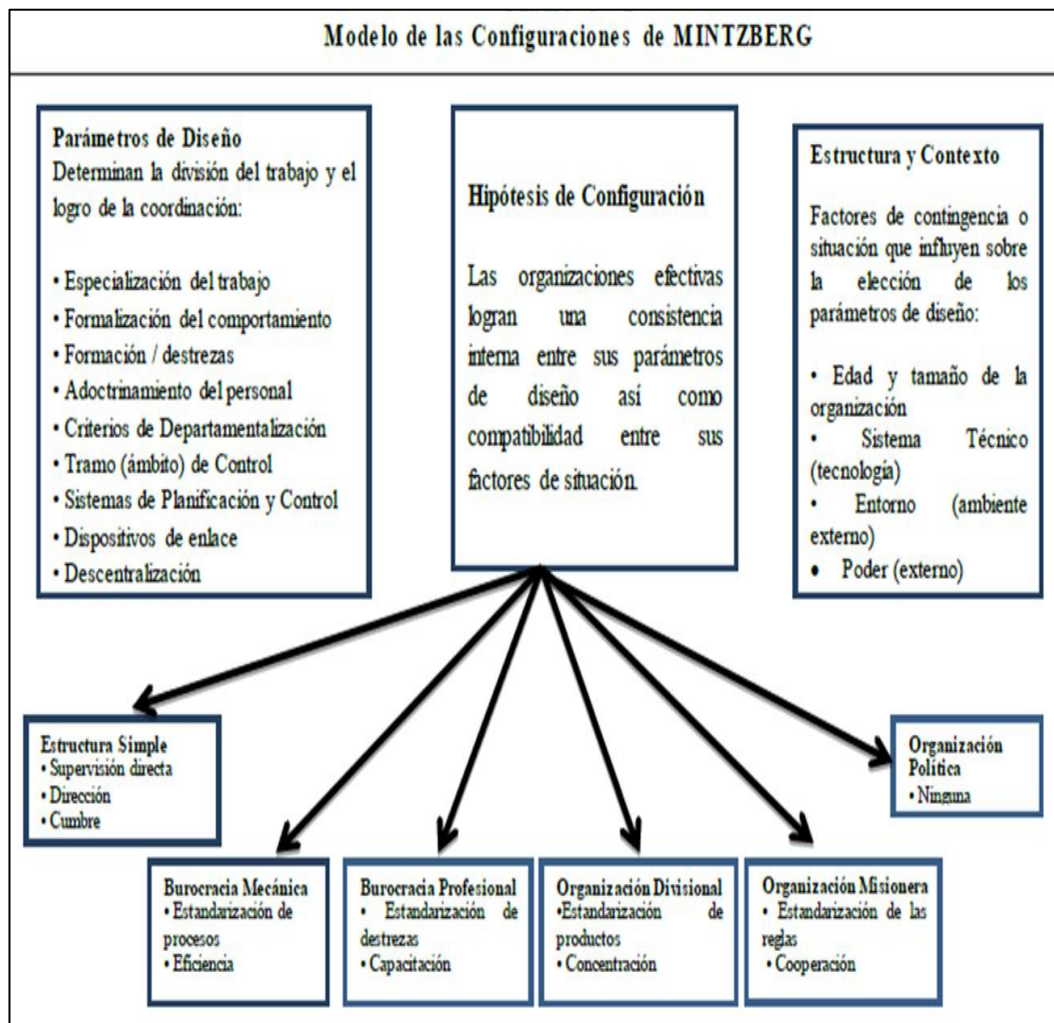 Modelo de las Configuraciones de MINTZBERG
Parámetros de Diseño
Determinan la división del trabajo y el
logro de la coordinación:
• Especialización del trabajo
• Formalización del comportamiento
• Formación / destrezas
• Adoctrinamiento del personal
• Criterios de Departamentalización
• Tramo (ámbito) de Control
• Sistemas de Planificación y Control
• Dispositivos de enlace
• Descentralización
Hipótesis de Configuración
Las organizaciones efectivas
logran una consistencia
interna entre sus parámetros
de diseño así como
compatibilidad entre sus
factores de situación.
Estructura y Contexto
Factores de contingencia o
situación que influyen sobre
la elección de los
parámetros de diseño:
• Edad y tamaño de la
organización
• Sistema Técnico
(tecnología)
• Entorno (ambiente
externo)
• Poder (externo)
Estructura Simple
• Supervisión directa
• Dirección
• Cumbre
Organización
Política
• Ninguna
Burocracia Mecánica
• Estandarización de
procesos
• Eficiencia
Burocracia Profesional
• Estandarización de
destrezas
• Capacitación
Organización Divisional
•Estandarización de
productos
• Concentración
Organización Misionera
• Estandarización de las
reglas
• Cooperación